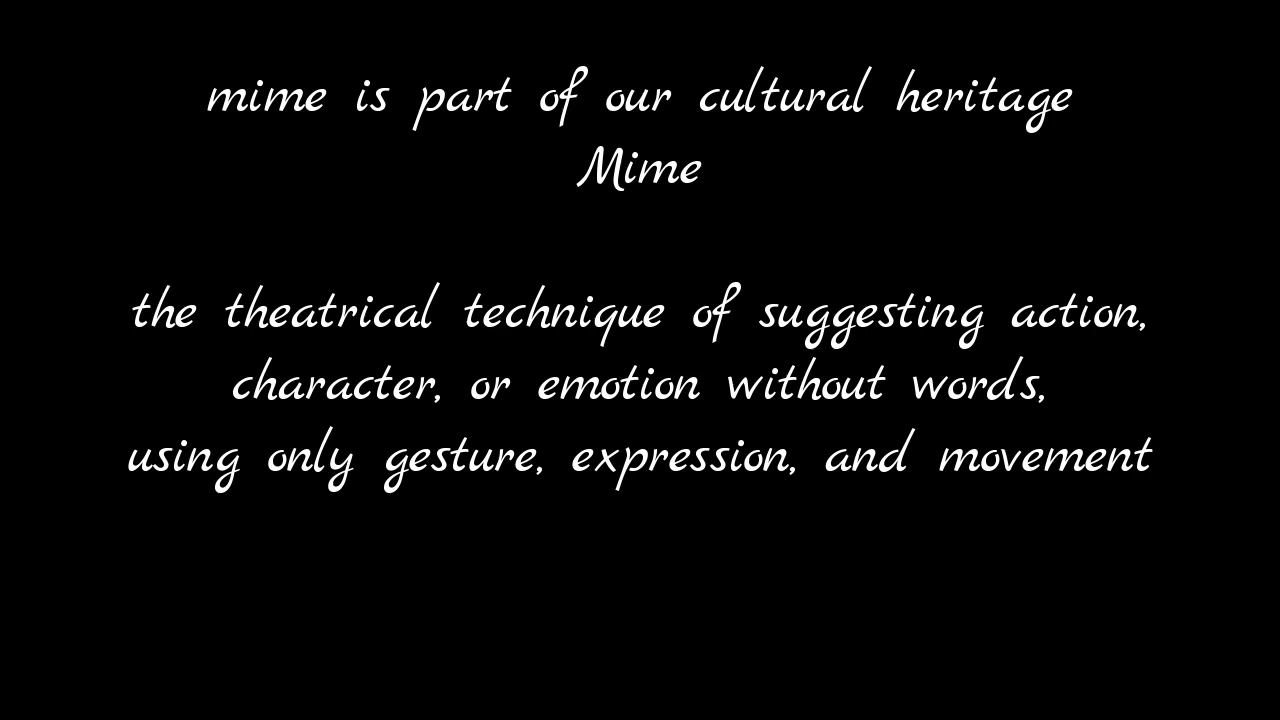 mime is part of our cultural heritage
Mime
the theatrical technique of suggesting action,
character, or emotion without words,
using only gesture, expression, and movement